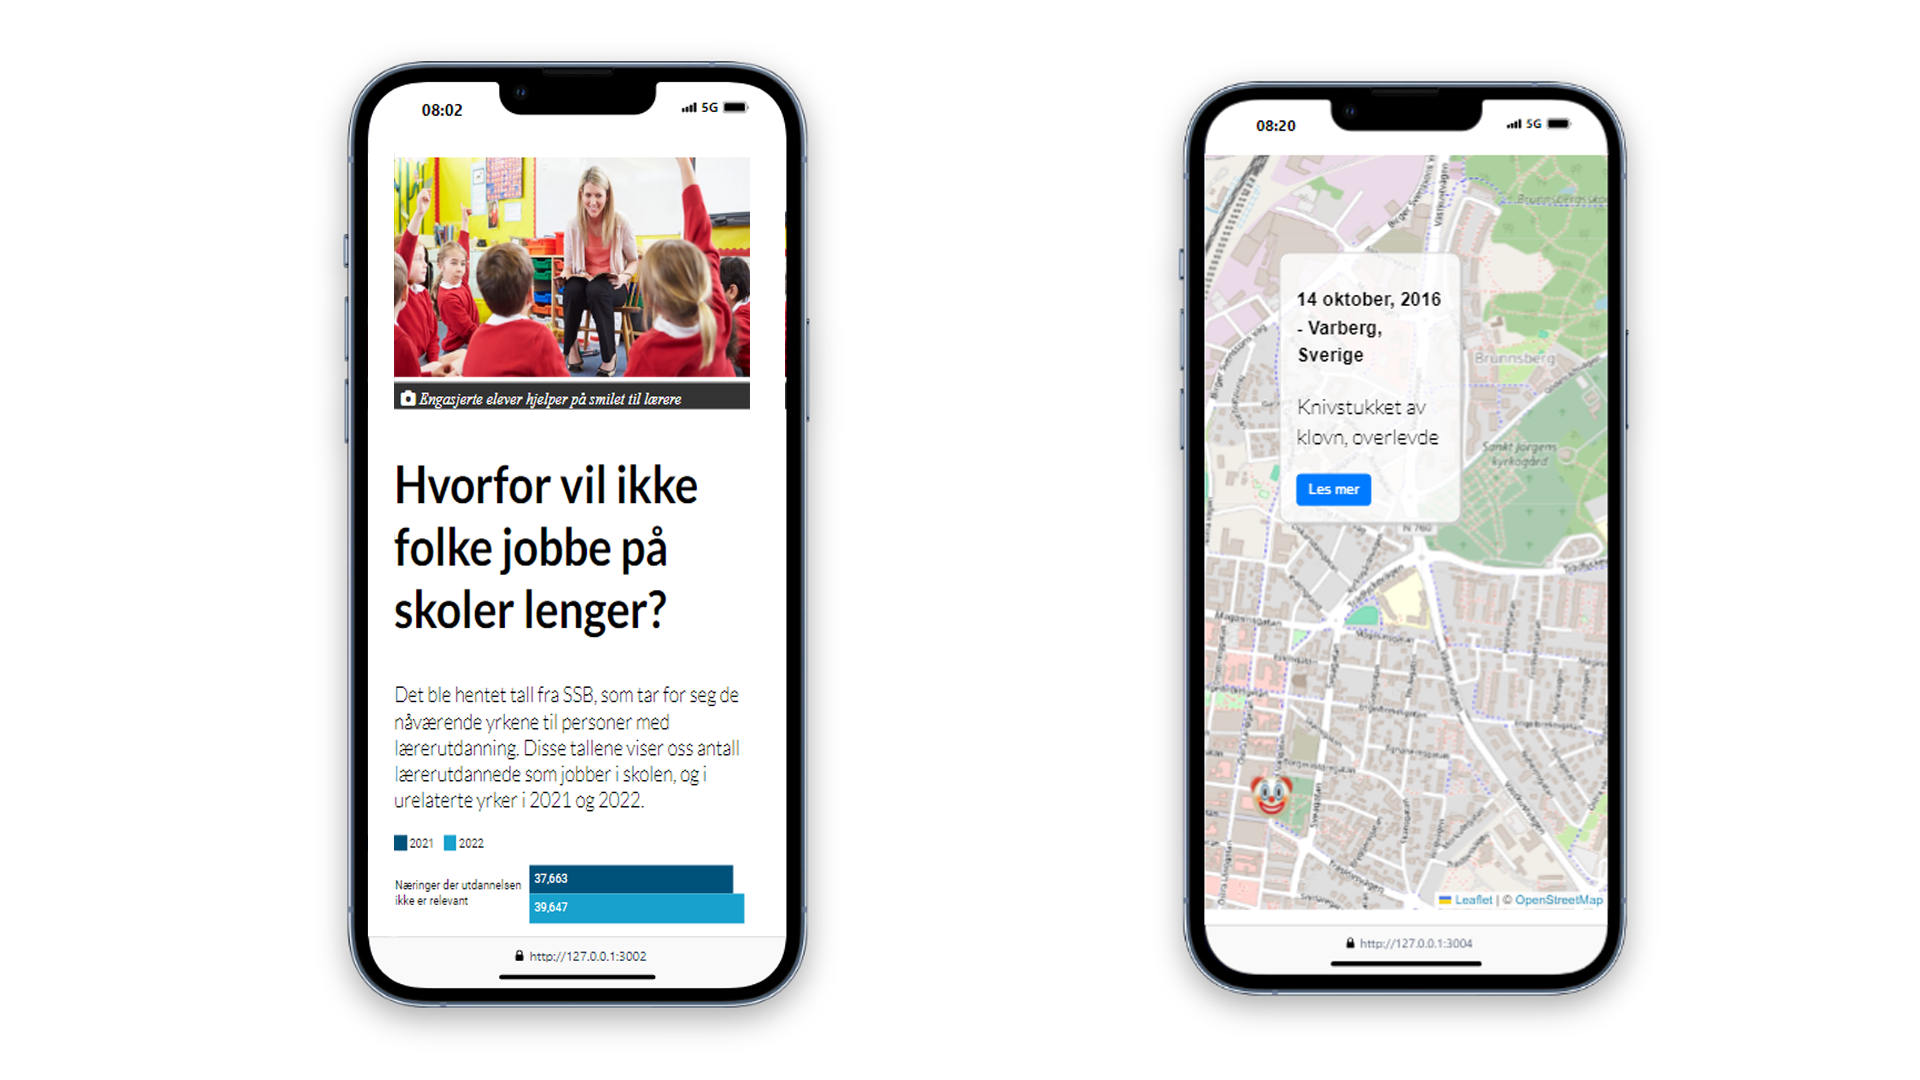 08:02
5G
Engasjerte elever hjelper på smilet til lærere
Hvorfor vil ikke
folke jobbe på
skoler lenger?
Det ble hentet tall fra SSB, som tar for seg de
nåværende yrkene til personer med
lærerutdanning. Disse tallene viser oss antall
lærerutdannede som jobber i skolen, og i
urelaterte yrker i 2021 og 2022.
2021 2022
Næringer der utdannelsen
ikke er relevant
37,663
39,647
http://127.0.0.1:3002
08:20
5G
14 oktober, 2016
- Varberg,
Sverige
Knivstukket av
klovn, overlevde
Les mer
Brunnsberg
Sankt Jörgens
kyrkogård
Leaflet | © OpenStreetMap
http://127.0.0.1:3004